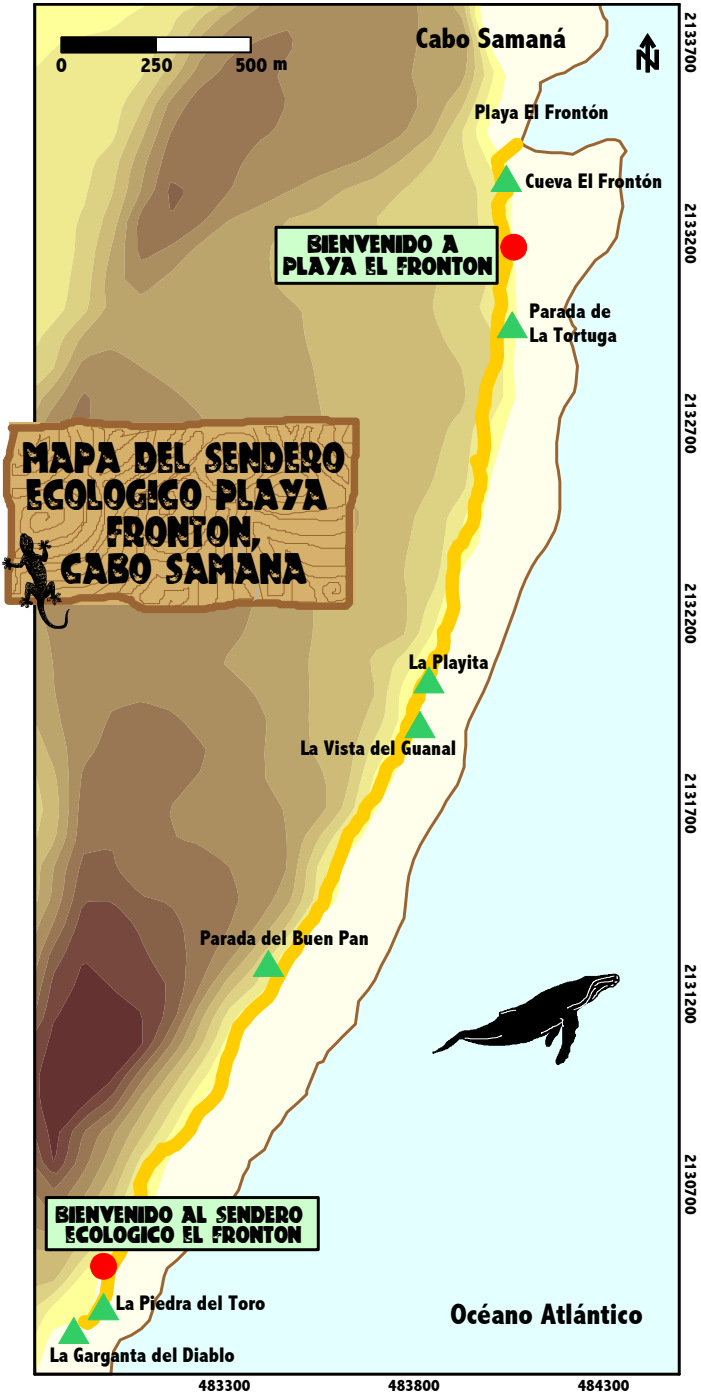 Cabo Samaná
N
0 250 500 m
2133700
Playa El Frontón
Cueva El Frontón
BIENVENIDO A
PLAYA EL FRONTON
2133200
Parada de
La Tortuga
2132700
MAPA DEL SENDERO
ECOLOGICO PLAYA
FRONTON,
CABO SAMANA
2132200
La Playita
La Vista del Guanal
2131700
Parada del Buen Pan
2131200
2130700
BIENVENIDO AL SENDERO
ECOLOGICO EL FRONTON
La Piedra del Toro
Océano Atlántico
La Garganta del Diablo
483300 483800 484300